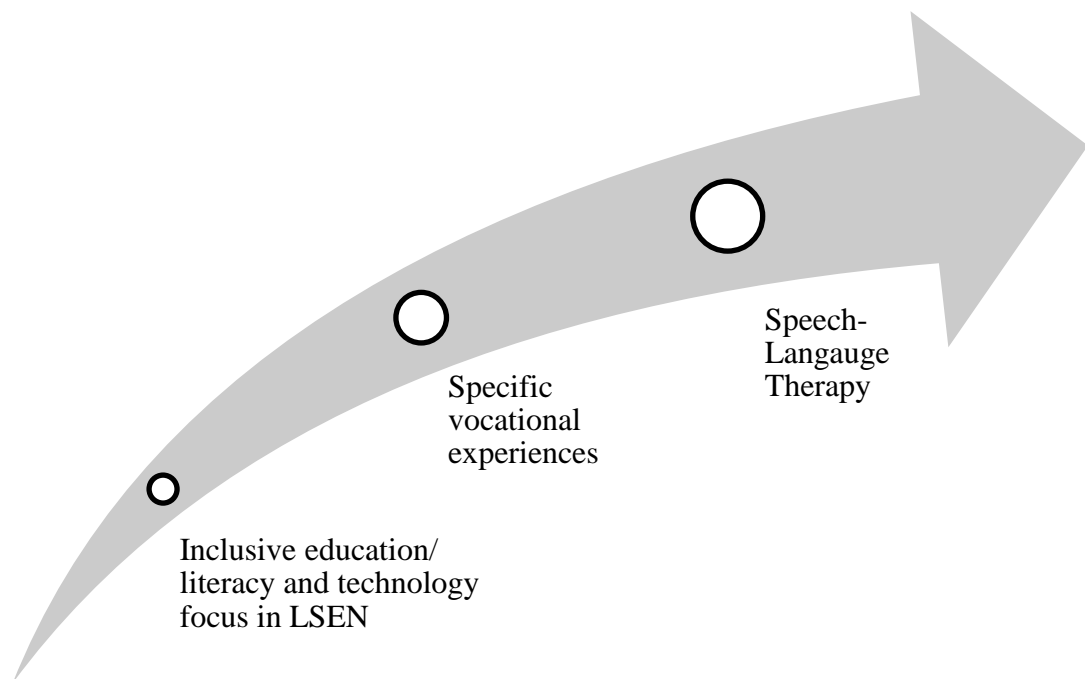 Speech-
Langauge
Therapy
Specific
vocational
experiences
Inclusive education/
literacy and technology
focus in LSEN